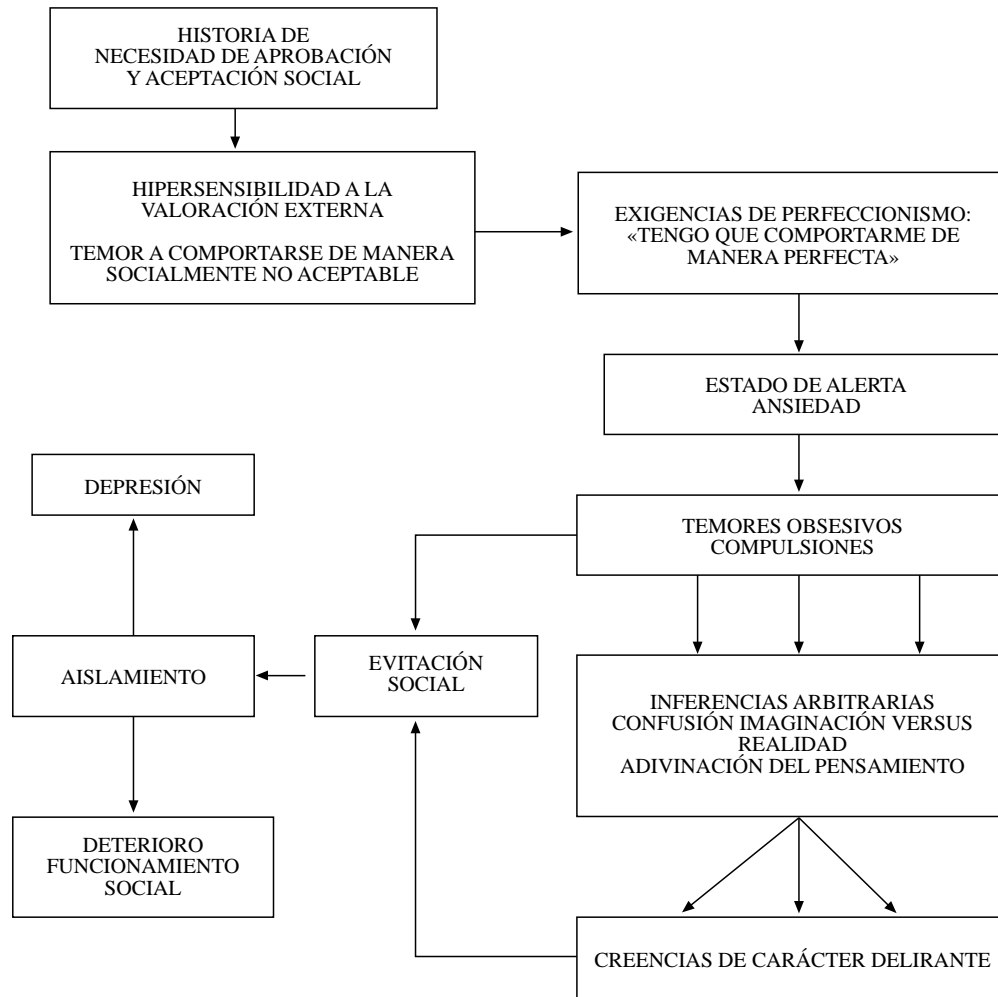 HISTORIA DE
NECESIDAD DE APROBACIÓN
Y ACEPTACIÓN SOCIAL
HIPERSENSIBILIDAD A LA
VALORACIÓN EXTERNA
TEMOR A COMPORTARSE DE MANERA
SOCIALMENTE NO ACEPTABLE
EXIGENCIAS DE PERFECCIONISMO:
«TENGO QUE COMPORTARME DE
MANERA PERFECTA»
ESTADO DE ALERTA
ANSIEDAD
DEPRESIÓN
TEMORES OBSESIVOS
COMPULSIONES
AISLAMIENTO
EVITACIÓN
SOCIAL
INFERENCIAS ARBITRARIAS
CONFUSIÓN IMAGINACIÓN VERSUS
REALIDAD
ADIVINACIÓN DEL PENSAMIENTO
DETERIORO
FUNCIONAMIENTO
SOCIAL
CREENCIAS DE CARÁCTER DELIRANTE